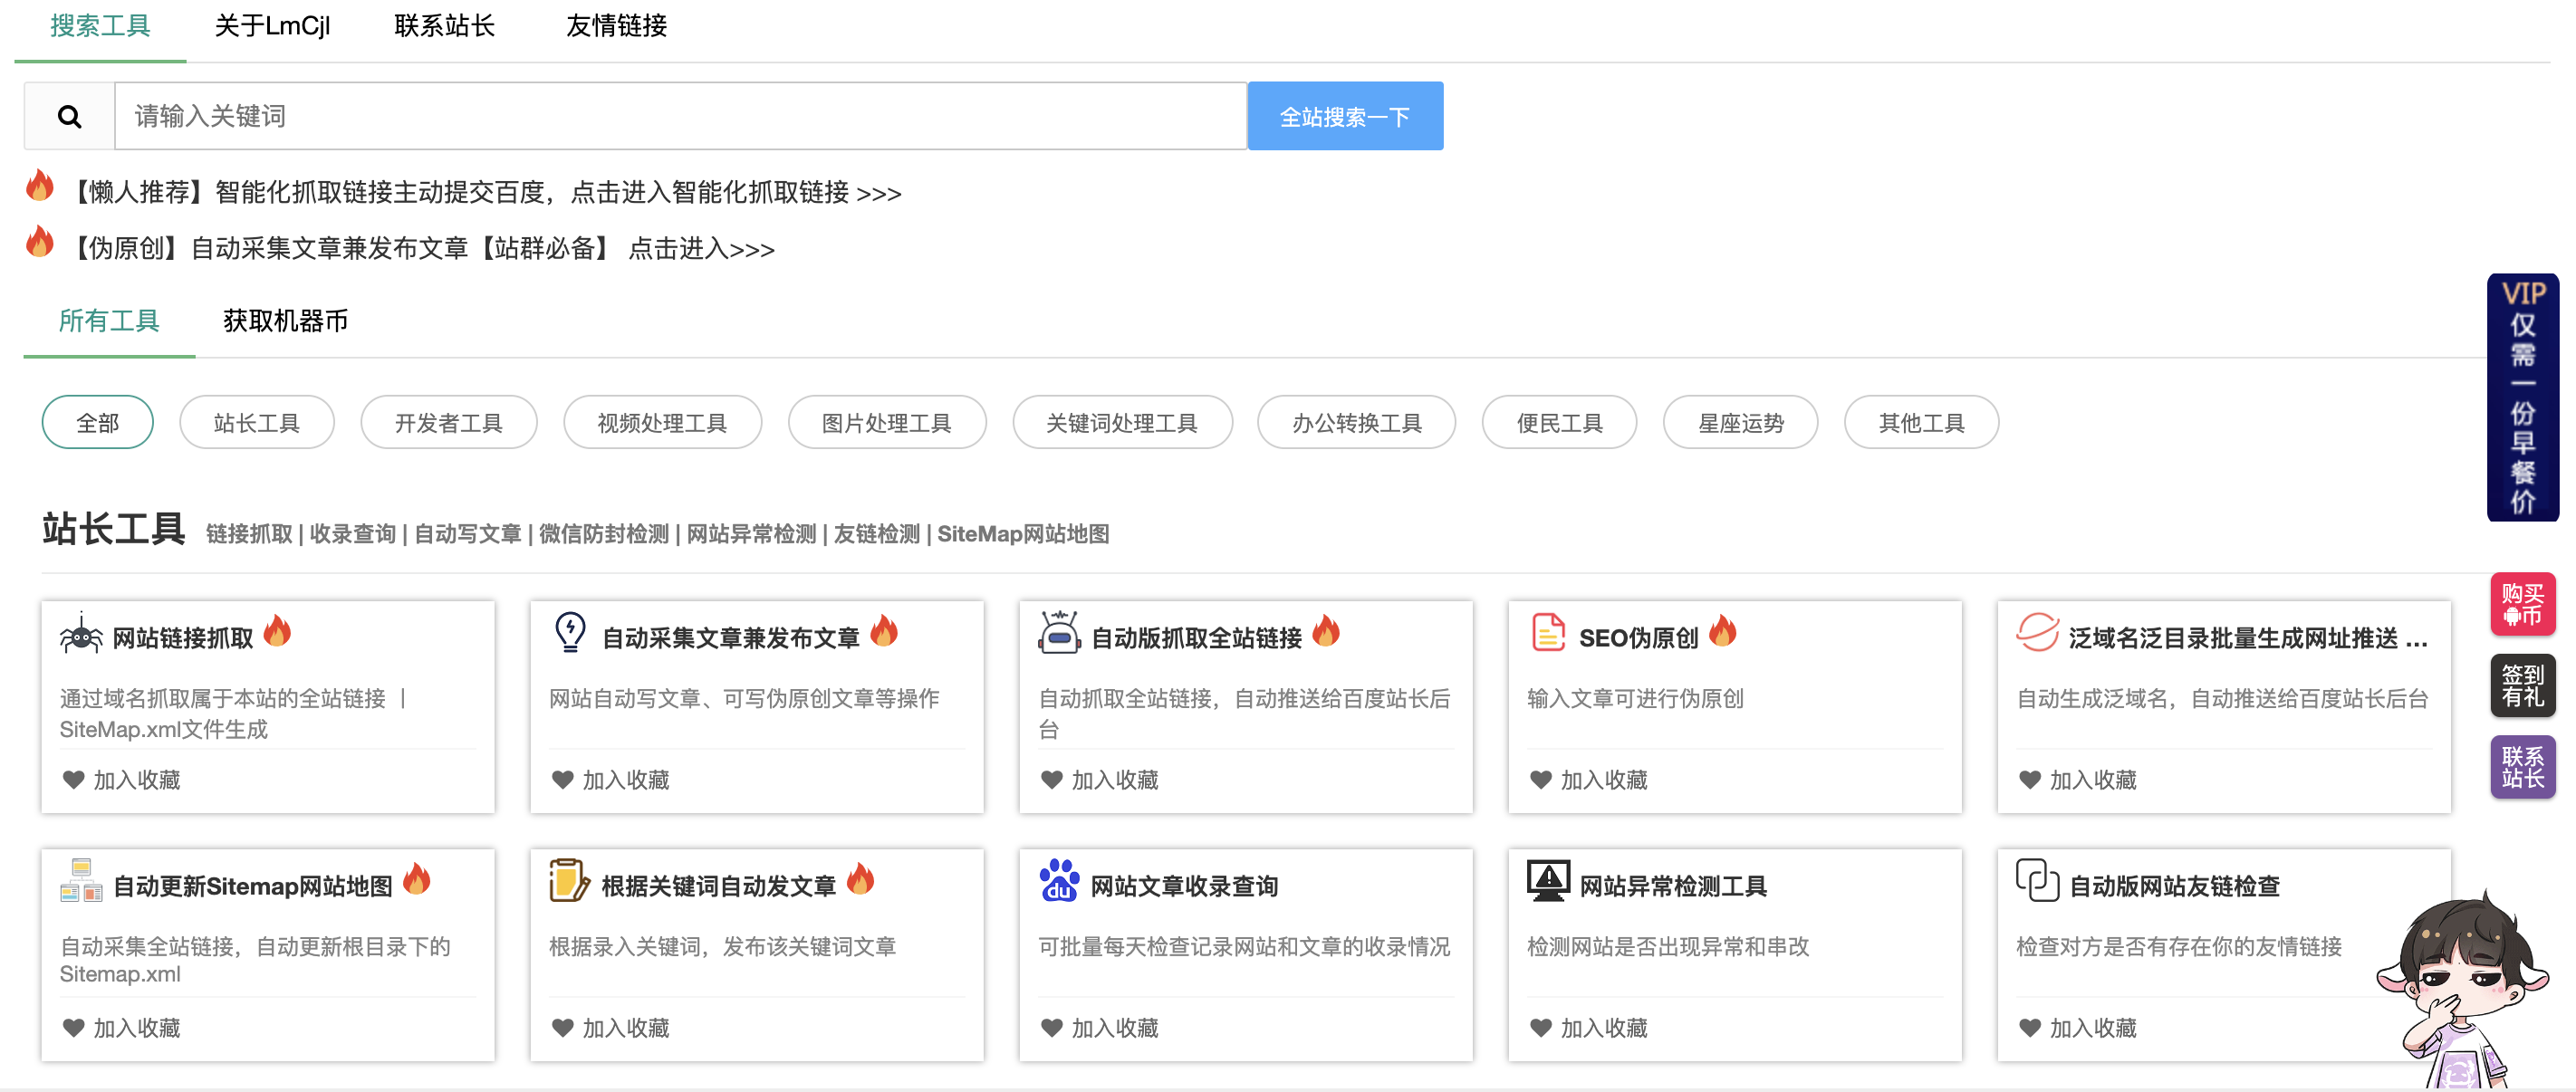 搜索工具 关于LmCjl 联系站长 友情链接
请输入关键词 全站搜索一下
【懒人推荐】智能化抓取链接主动提交百度，点击进入智能化抓取链接 >>>
【伪原创】自动采集文章兼发布文章【站群必备】 点击进入>>>
所有工具 获取机器币
全部 站长工具 开发者工具 视频处理工具 图片处理工具 关键词处理工具 办公转换工具 便民工具 星座运势 其他工具
站长工具 链接抓取 | 收录查询 | 自动写文章 | 微信防封检测 | 网站异常检测 | 友链检测 | SiteMap网站地图
网站链接抓取
通过域名抓取属于本站的全站链接 丨
SiteMap.xml文件生成
加入收藏
自动采集文章兼发布文章
网站自动写文章、可写伪原创文章等操作
加入收藏
自动版抓取全站链接
自动抓取全站链接，自动推送给百度站长后
台
加入收藏
SEO伪原创
输入文章可进行伪原创
加入收藏
泛域名泛目录批量生成网址推送 ...
自动生成泛域名，自动推送给百度站长后台
加入收藏
自动更新Sitemap网站地图
自动采集全站链接，自动更新根目录下的
Sitemap.xml
加入收藏
根据关键词自动发文章
根据录入关键词，发布该关键词文章
加入收藏
du
网站文章收录查询
可批量每天检查记录网站和文章的收录情况
加入收藏
网站异常检测工具
检测网站是否出现异常和串改
加入收藏
自动版网站友链检查
检查对方是否有存在你的友情链接
加入收藏
VIP
仅
需
一
份
早
餐
价
购买
币
签到
有礼
联系
站长